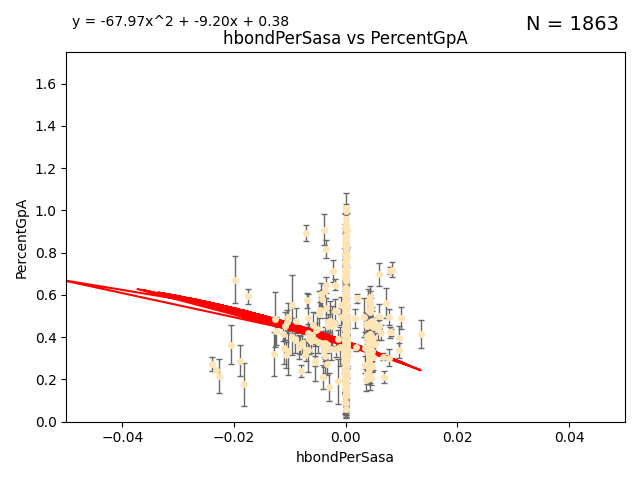 y = -67.97x^2 + -9.20x + 0.38
N = 1863
hbondPerSasa vs PercentGpA
PercentGpA
1.6
1.4
1.2
1.0
0.8
0.6
0.4
0.2
0.0
−0.04
−0.02
0.00
0.02
0.04
hbondPerSasa